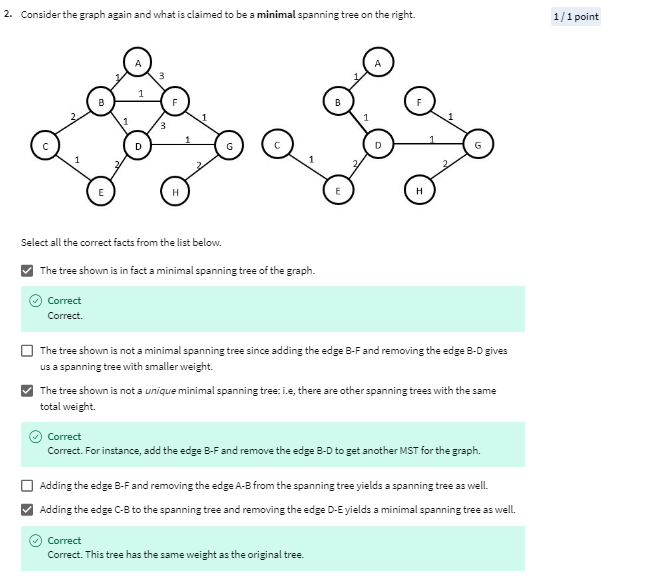 2. Consider the graph again and what is claimed to be a minimal spanning tree on the right.
1 / 1 point
A
1
3
B
1
F
2
1
3
1
C
D
1
G
1
2
2
E
H
A
1
B
F
1
1
C
D
1
G
1
2
2
E
H
Select all the correct facts from the list below.
The tree shown is in fact a minimal spanning tree of the graph.
Correct
Correct.
The tree shown is not a minimal spanning tree since adding the edge B-F and removing the edge B-D gives
us a spanning tree with smaller weight.
The tree shown is not a unique minimal spanning tree: i.e, there are other spanning trees with the same
total weight.
Correct
Correct. For instance, add the edge B-F and remove the edge B-D to get another MST for the graph.
Adding the edge B-F and removing the edge A-B from the spanning tree yields a spanning tree as well.
Adding the edge C-B to the spanning tree and removing the edge D-E yields a minimal spanning tree as well.
Correct
Correct. This tree has the same weight as the original tree.